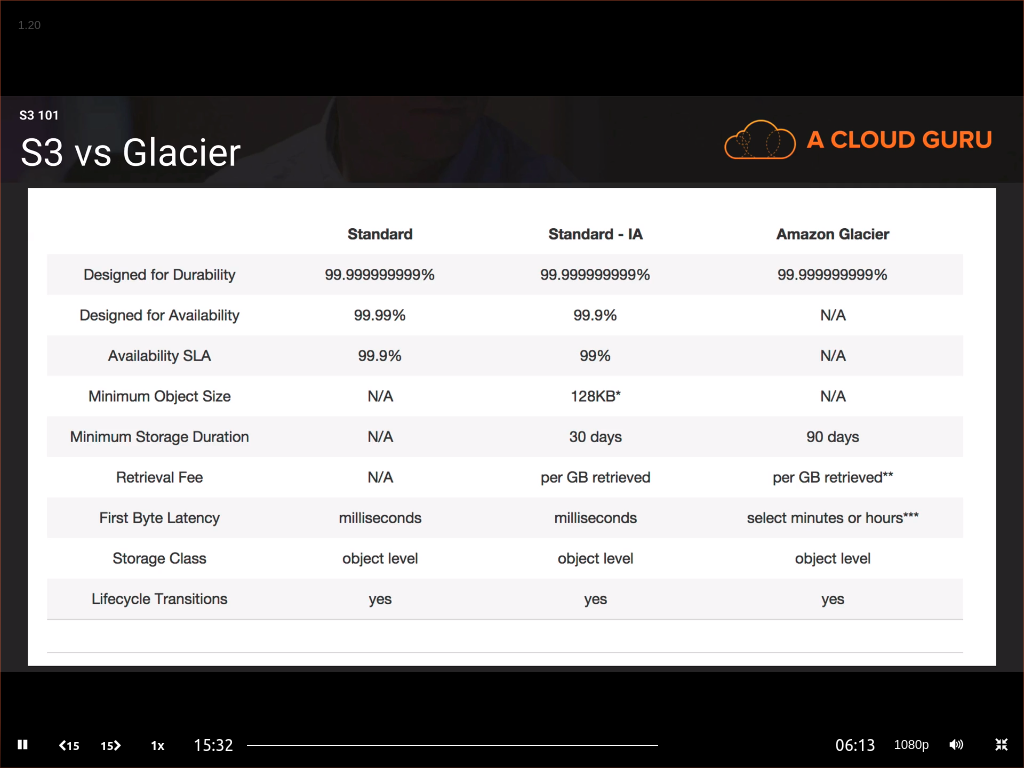 1.20
S3 101
S3 vs Glacier
A CLOUD GURU
Standard Standard - IA Amazon Glacier
Designed for Durability 99.999999999% 99.999999999% 99.999999999%
Designed for Availability 99.99% 99.9% N/A
Availability SLA 99.9% 99% N/A
Minimum Object Size N/A 128KB* N/A
Minimum Storage Duration N/A 30 days 90 days
Retrieval Fee N/A per GB retrieved per GB retrieved**
First Byte Latency milliseconds milliseconds select minutes or hours***
Storage Class object level object level object level
Lifecycle Transitions yes yes yes
15 15 1x 15:32 06:13 1080p